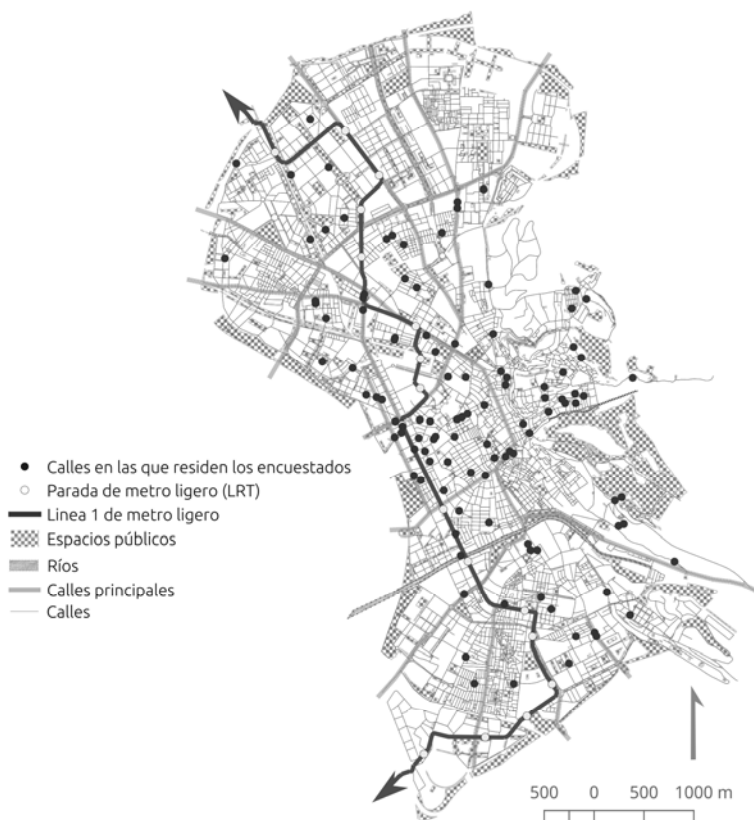 Calles en las que residen los encuestados
Parada de metro ligero (LRT)
Linea 1 de metro ligero
Espacios públicos
Ríos
Calles principales
Calles
500 0 500 1000 m